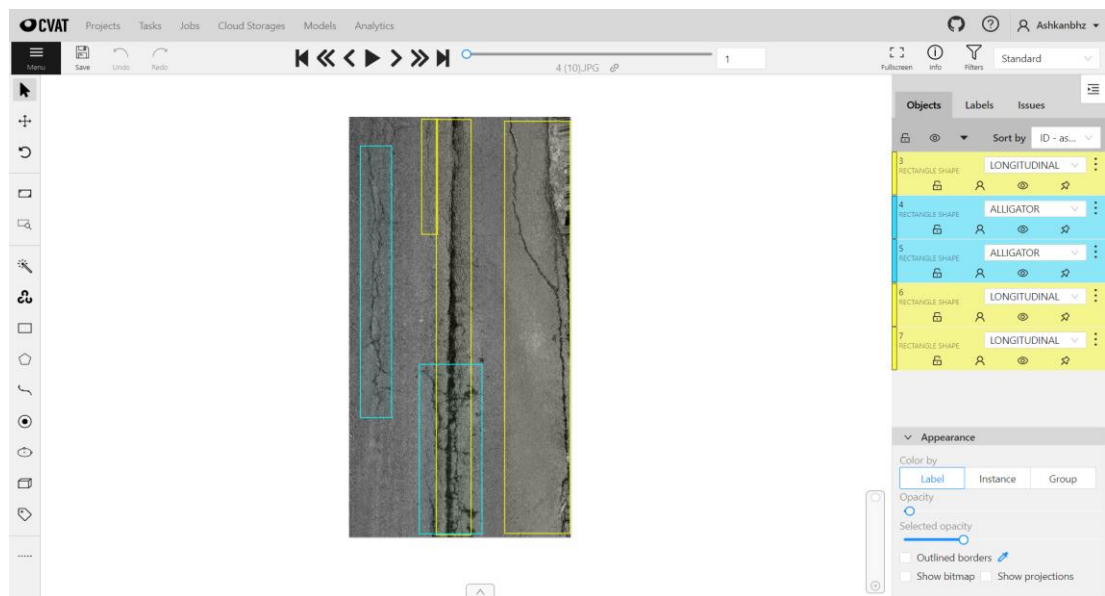 CVAT Projects Tasks Jobs Cloud Storages Models Analytics Ashkanbhz
Menu Save Undo Redo 4 (10).JPG 1 Fullscreen Info Filters Standard
Objects Labels Issues
Sort by ID - as...
3 LONGITUDINAL
RECTANGLE SHAPE
4 ALLIGATOR
RECTANGLE SHAPE
5 ALLIGATOR
RECTANGLE SHAPE
6 LONGITUDINAL
RECTANGLE SHAPE
7 LONGITUDINAL
RECTANGLE SHAPE
Appearance
Color by
Label Instance Group
Opacity
Selected opacity
Outlined borders
Show bitmap Show projections